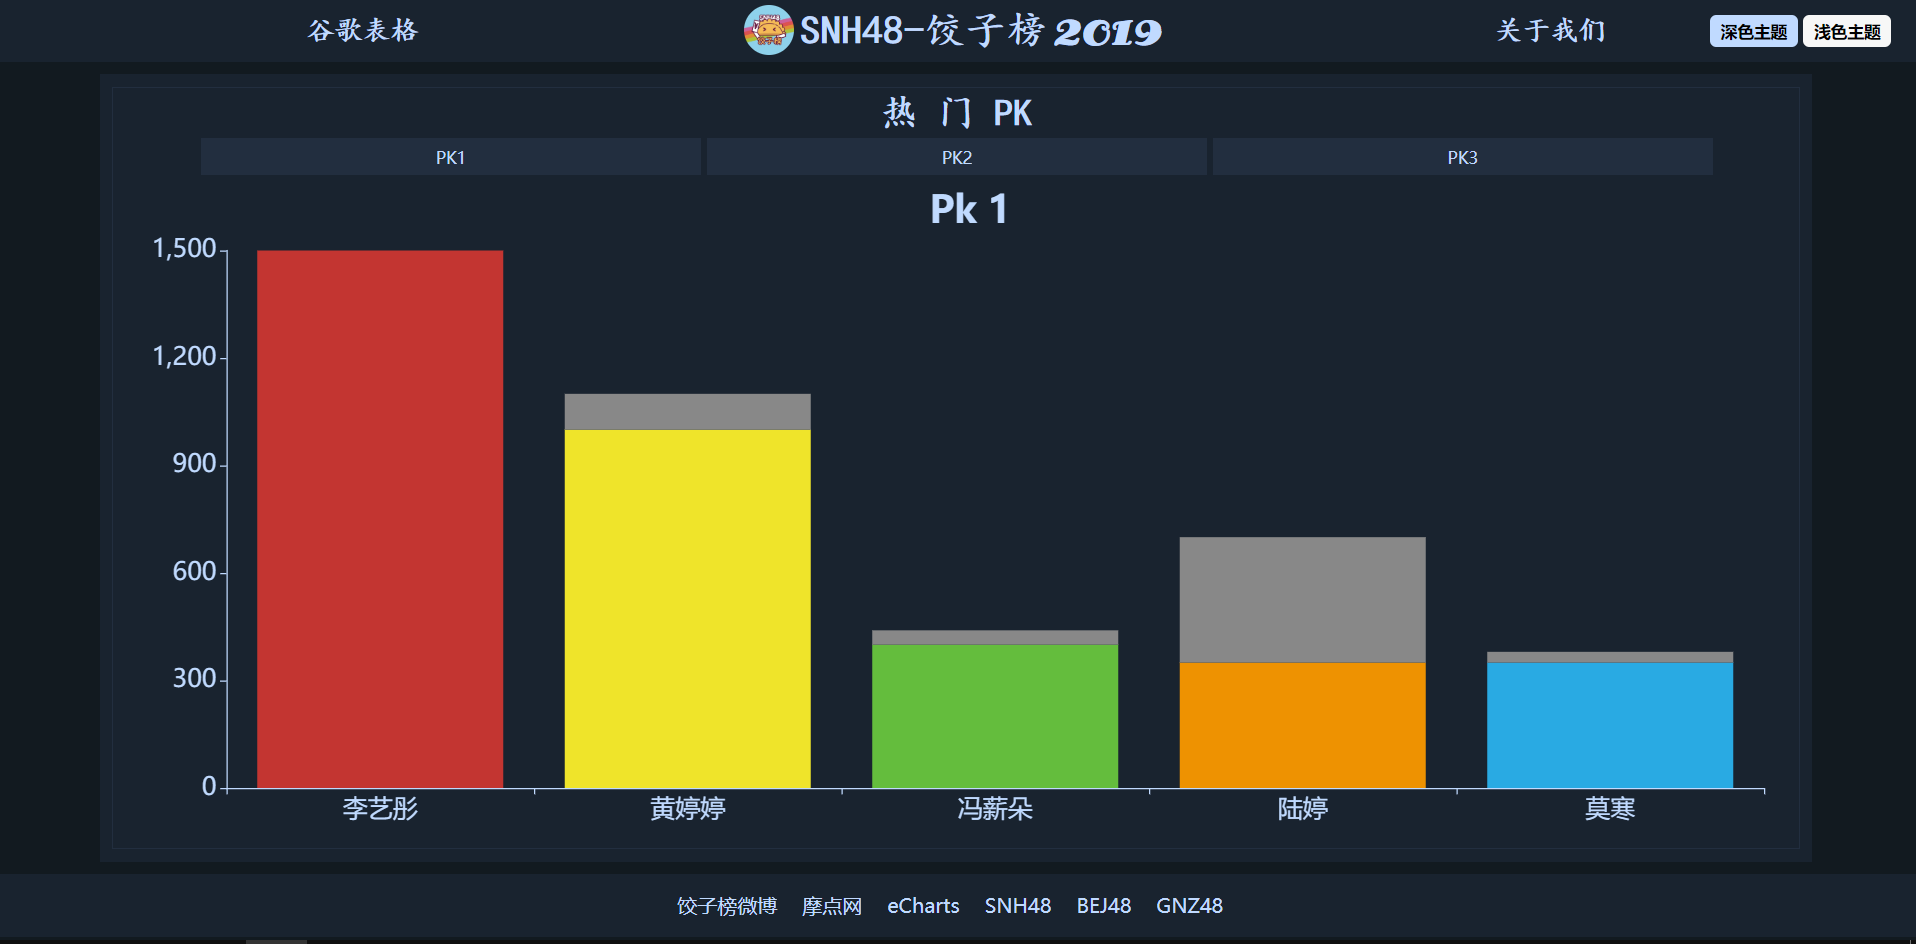 谷歌表格
SNH48-饺子榜 2019
关于我们
深色主题
浅色主题
热 门 PK
PK1
PK2
PK3
Pk 1
1,500
1,200
900
600
300
0
李艺彤
黄婷婷
冯薪朵
陆婷
莫寒
饺子榜微博 摩点网 eCharts SNH48 BEJ48 GNZ48